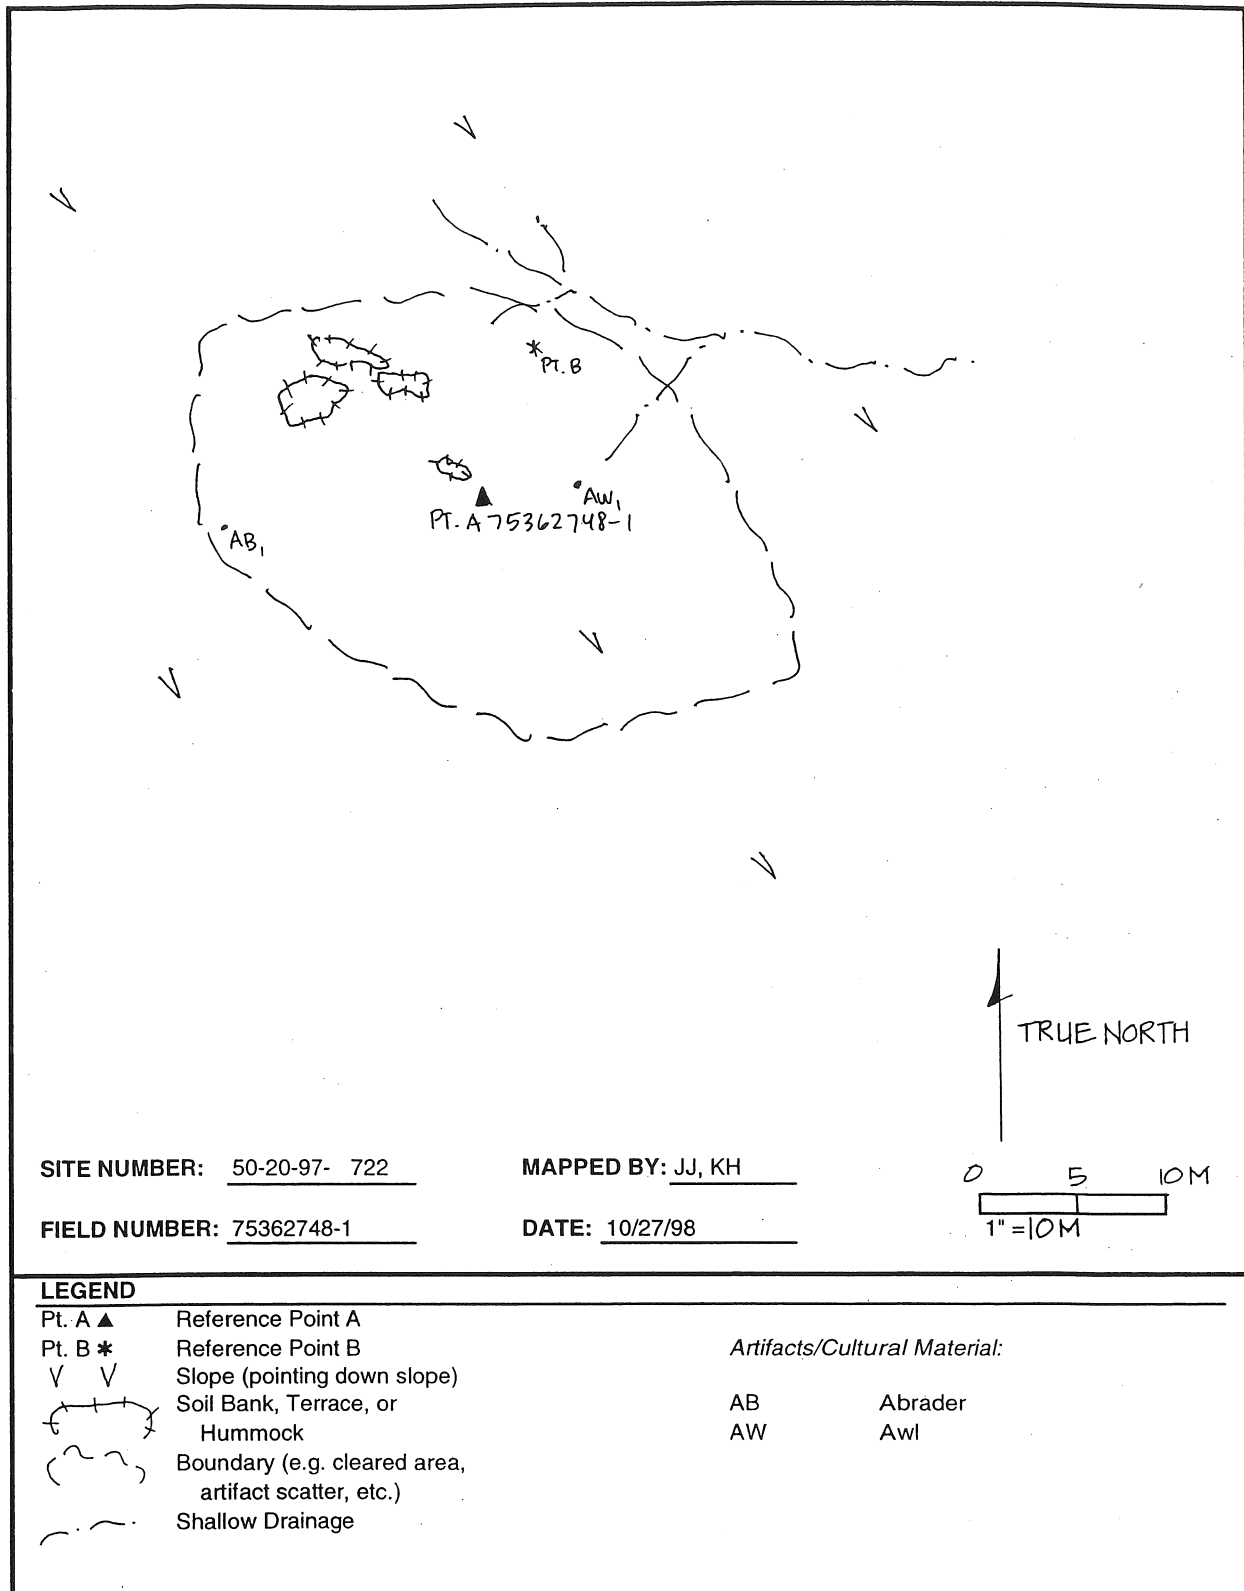 PT. B
AW1
PT. A 75362748-1
AB1
TRUE NORTH
SITE NUMBER: 50-20-97- 722
MAPPED BY: JJ, KH
0 5 10M
FIELD NUMBER: 75362748-1
DATE: 10/27/98
1" = 10M
LEGEND
Pt. A ▲ Reference Point A
Pt. B * Reference Point B
Artifacts/Cultural Material:
V V Slope (pointing down slope)
Soil Bank, Terrace, or
Hummock
AB Abrader
AW Awl
Boundary (e.g. cleared area,
artifact scatter, etc.)
Shallow Drainage